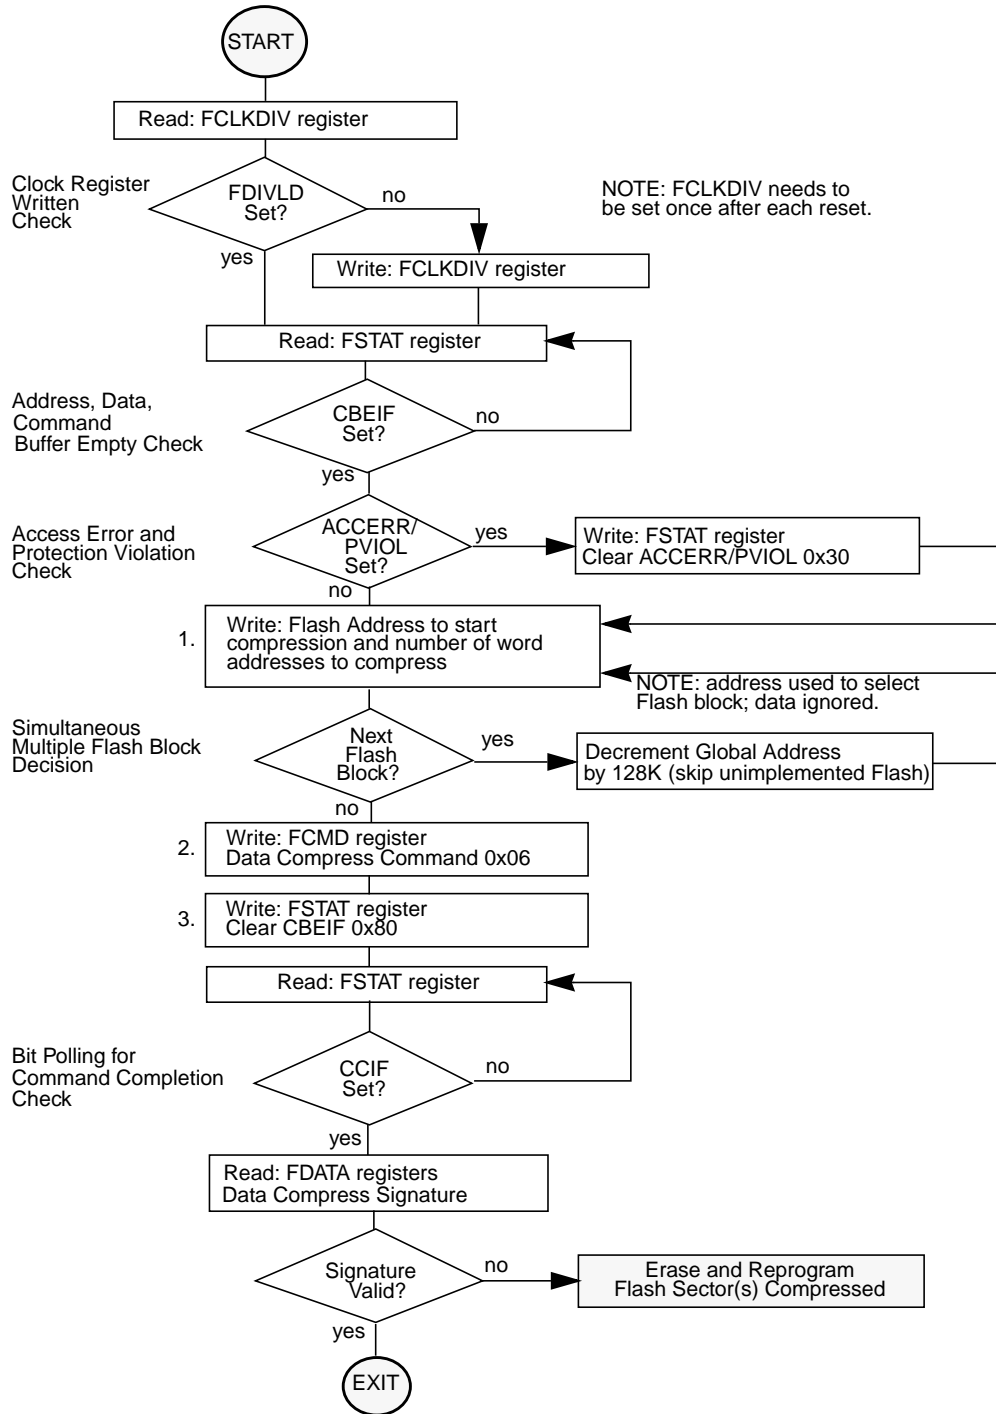 START
Read: FCLKDIV register
Clock Register
Written
Check
FDIVLD
Set?
no
yes
NOTE: FCLKDIV needs to
be set once after each reset.
Write: FCLKDIV register
Read: FSTAT register
Address, Data,
Command
Buffer Empty Check
CBEIF
Set?
no
yes
Access Error and
Protection Violation
Check
ACCERR/
PVIOL
Set?
yes
no
Write: FSTAT register
Clear ACCERR/PVIOL 0x30
1.
Write: Flash Address to start
compression and number of word
addresses to compress
NOTE: address used to select
Flash block; data ignored.
Simultaneous
Multiple Flash Block
Decision
Next
Flash
Block?
yes
no
Decrement Global Address
by 128K (skip unimplemented Flash)
2.
Write: FCMD register
Data Compress Command 0x06
3.
Write: FSTAT register
Clear CBEIF 0x80
Read: FSTAT register
Bit Polling for
Command Completion
Check
CCIF
Set?
no
yes
Read: FDATA registers
Data Compress Signature
Signature
Valid?
no
yes
Erase and Reprogram
Flash Sector(s) Compressed
EXIT